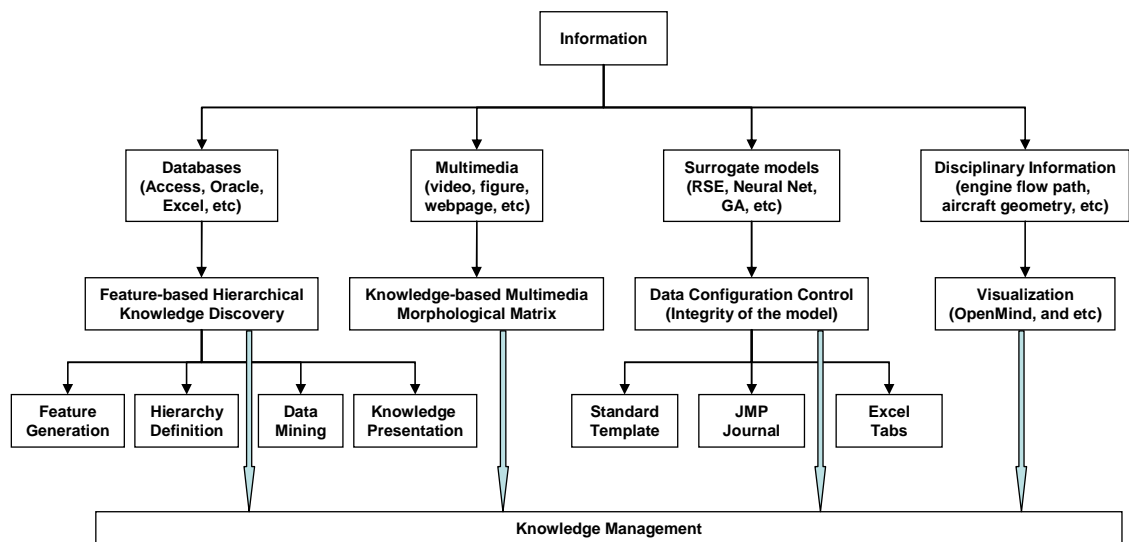 Information
Databases
(Access, Oracle,
Excel, etc)
Multimedia
(video, figure,
webpage, etc)
Surrogate models
(RSE, Neural Net,
GA, etc)
Disciplinary Information
(engine flow path,
aircraft geometry, etc)
Feature-based Hierarchical
Knowledge Discovery
Knowledge-based Multimedia
Morphological Matrix
Data Configuration Control
(Integrity of the model)
Visualization
(OpenMind, and etc)
Feature
Generation
Hierarchy
Definition
Data
Mining
Knowledge
Presentation
Standard
Template
JMP
Journal
Excel
Tabs
Knowledge Management